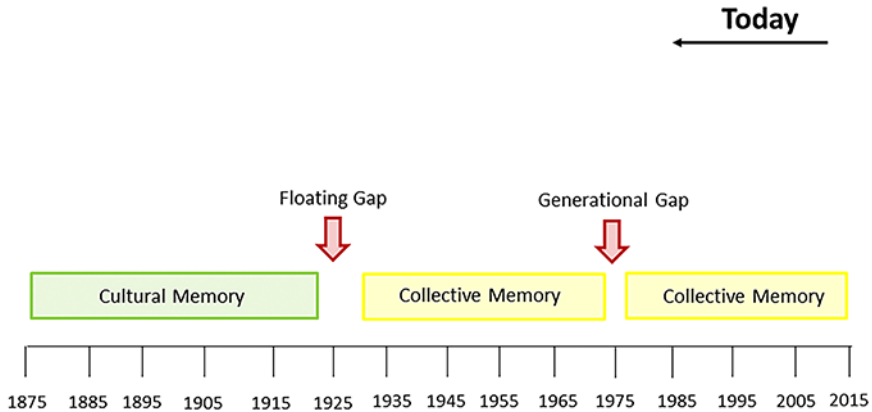 Today
Floating Gap
Generational Gap
Cultural Memory
Collective Memory
Collective Memory
1875 1885 1895 1905 1915 1925 1935 1945 1955 1965 1975 1985 1995 2005 2015